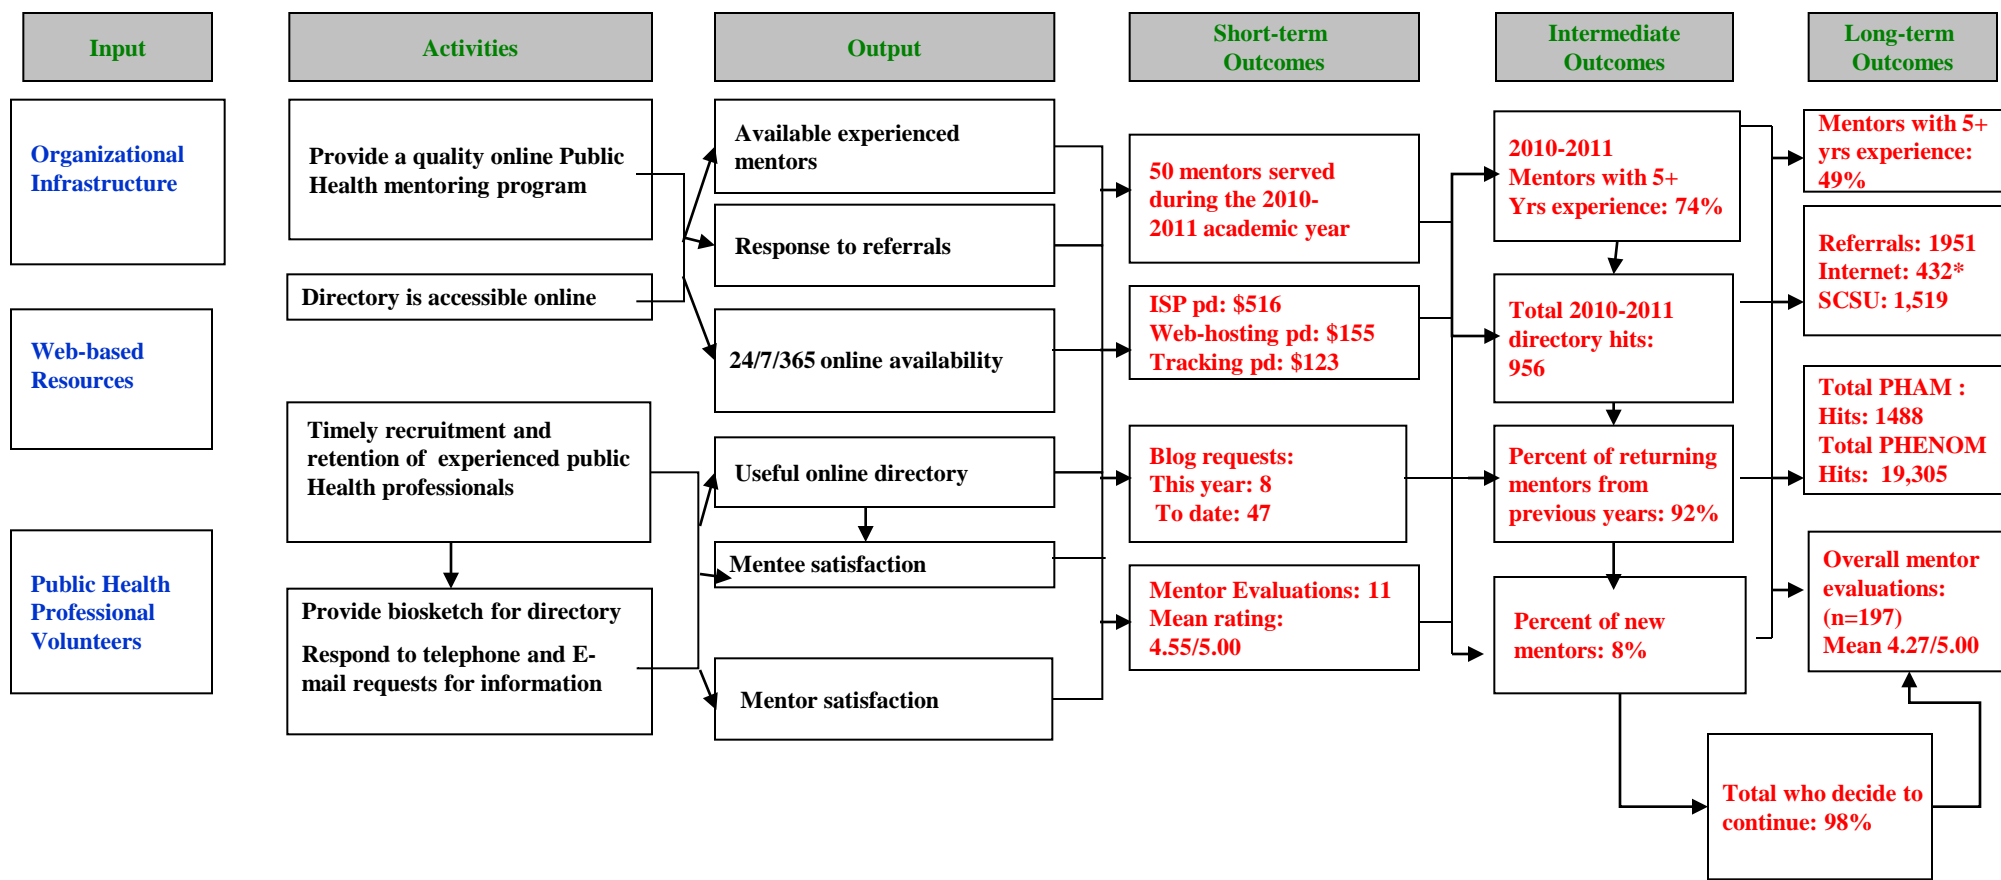 Input
Activities
Output
Short-term
Outcomes
Intermediate
Outcomes
Long-term
Outcomes
Organizational
Infrastructure
Web-based
Resources
Public Health
Professional
Volunteers
Provide a quality online Public
Health mentoring program
Directory is accessible online
Timely recruitment and
retention of experienced public
Health professionals
Provide biosketch for directory
Respond to telephone and E-
mail requests for information
Available experienced
mentors
Response to referrals
24/7/365 online availability
Useful online directory
Mentee satisfaction
Mentor satisfaction
50 mentors served
during the 2010-
2011 academic year
ISP pd: $516
Web-hosting pd: $155
Tracking pd: $123
Blog requests:
This year: 8
To date: 47
Mentor Evaluations: 11
Mean rating:
4.55/5.00
2010-2011
Mentors with 5+
Yrs experience: 74%
Total 2010-2011
directory hits:
956
Percent of returning
mentors from
previous years: 92%
Percent of new
mentors: 8%
Total who decide to
continue: 98%
Mentors with 5+
yrs experience:
49%
Referrals: 1951
Internet: 432*
SCSU: 1,519
Total PHAM :
Hits: 1488
Total PHENOM
Hits: 19,305
Overall mentor
evaluations:
(n=197)
Mean 4.27/5.00